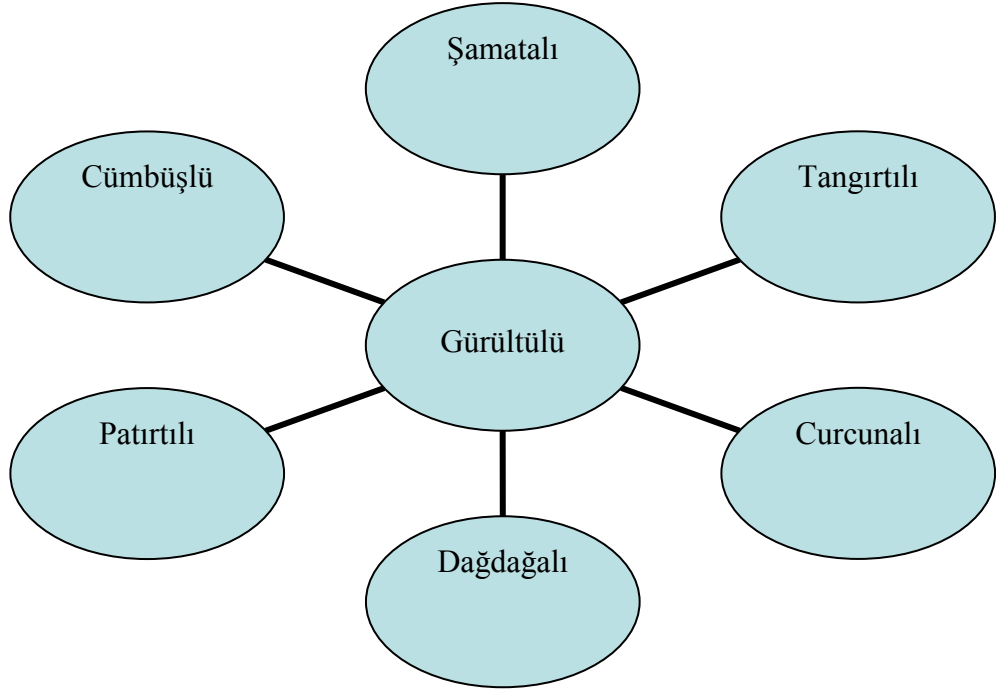 Şamatalı
Cümbüşlü
Tangırtılı
Gürültülü
Patırtılı
Curcunalı
Dağdağalı